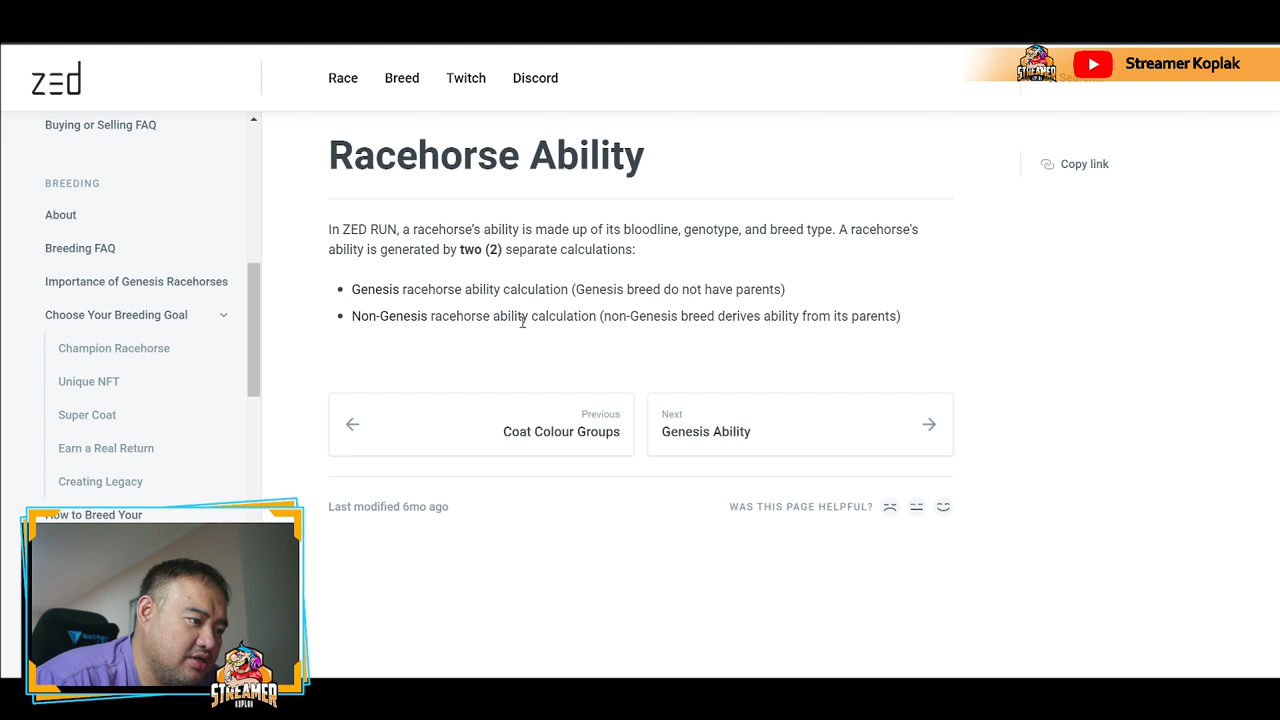 zed
Race
Breed
Twitch
Discord
Streamer Koplak
Buying or Selling FAQ
BREEDING
About
Breeding FAQ
Importance of Genesis Racehorses
Choose Your Breeding Goal
Champion Racehorse
Unique NFT
Super Coat
Earn a Real Return
Creating Legacy
How to Breed Your
Racehorse Ability
Copy link
In ZED RUN, a racehorse's ability is made up of its bloodline, genotype, and breed type. A racehorse's
ability is generated by two (2) separate calculations:
Genesis racehorse ability calculation (Genesis breed do not have parents)
Non-Genesis racehorse ability calculation (non-Genesis breed derives ability from its parents)
Previous
Coat Colour Groups
Next
Genesis Ability
Last modified 6mo ago
WAS THIS PAGE HELPFUL?
STREAMER
KOPLAK